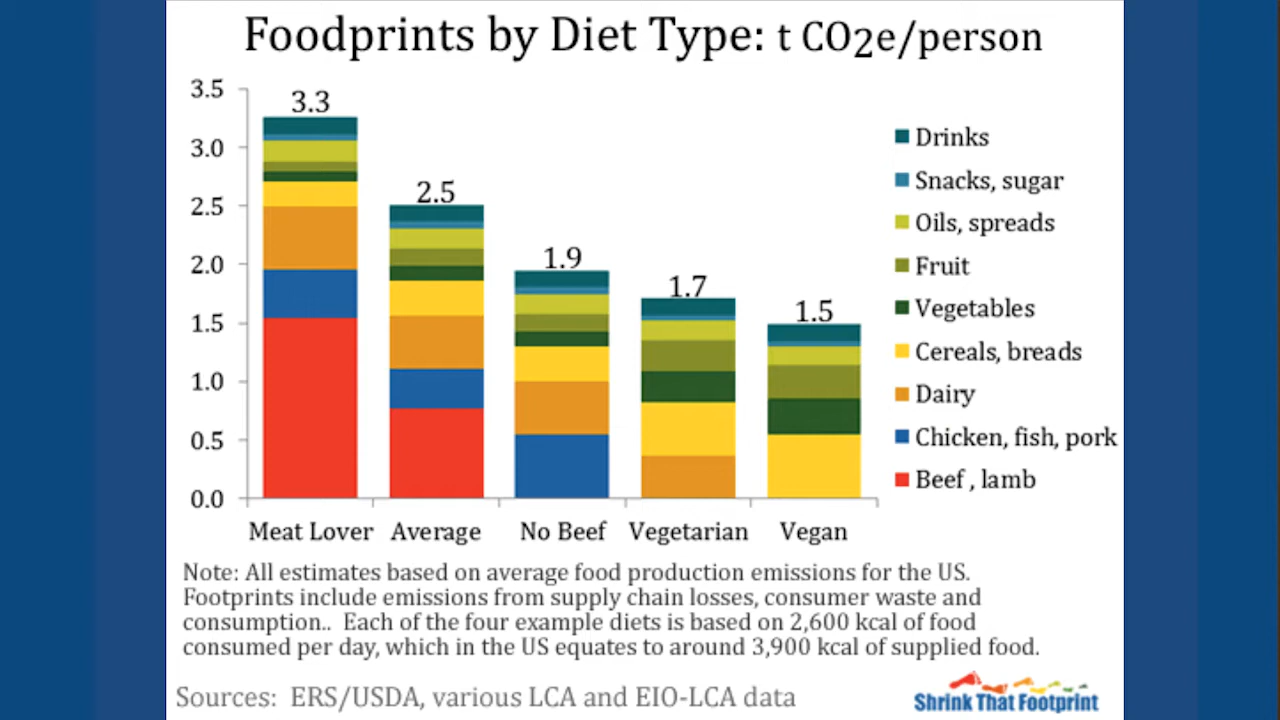 Foodprints by Diet Type: t CO2e/person
3.5
3.0
2.5
2.0
1.5
1.0
0.5
0.0
3.3
2.5
1.9
1.7
1.5
Meat Lover
Average
No Beef
Vegetarian
Vegan
Drinks
Snacks, sugar
Oils, spreads
Fruit
Vegetables
Cereals, breads
Dairy
Chicken, fish, pork
Beef , lamb
Note: All estimates based on average food production emissions for the US.
Footprints include emissions from supply chain losses, consumer waste and
consumption.. Each of the four example diets is based on 2,600 kcal of food
consumed per day, which in the US equates to around 3,900 kcal of supplied food.
Sources: ERS/USDA, various LCA and EIO-LCA data
Shrink That Footprint